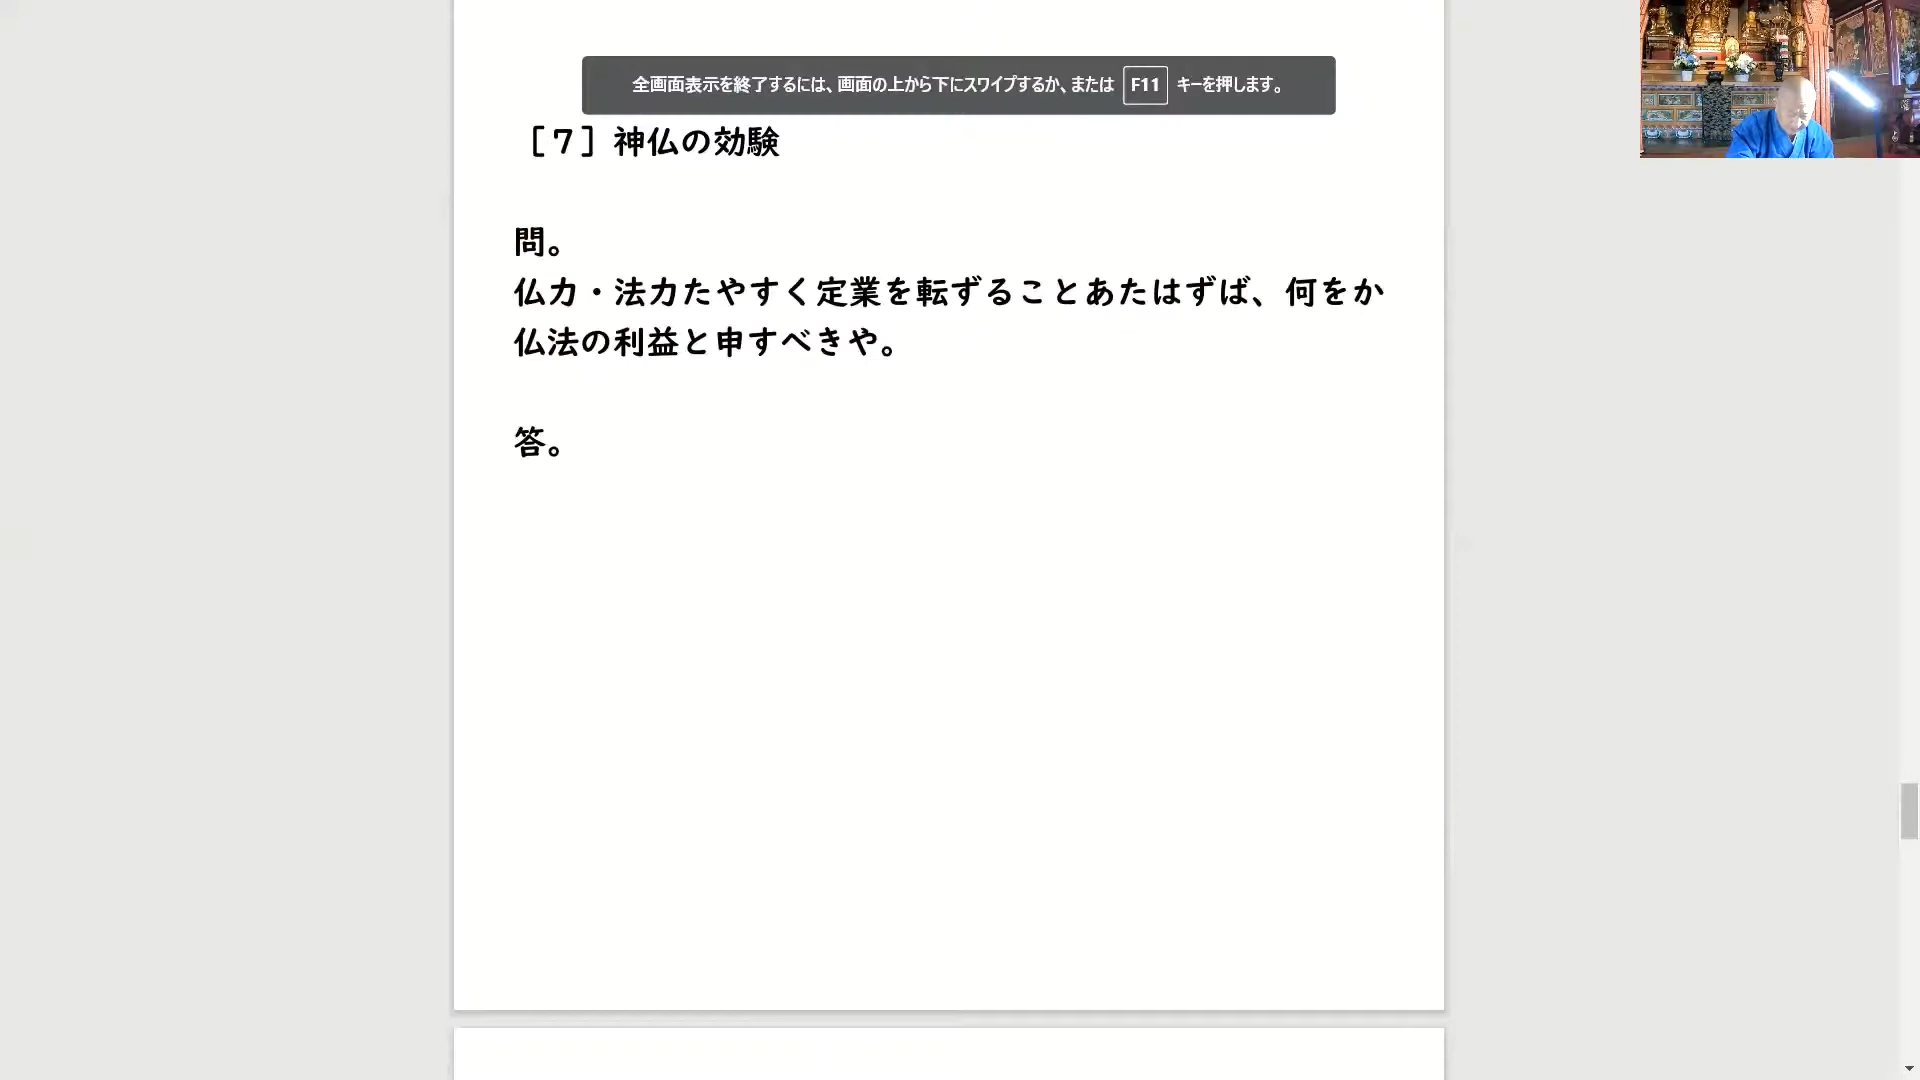 全画面表示を終了するには、画面の上から下にスワイプするか、または F11 キーを押します。
［７］神仏の効験
問。
仏力・法力たやすく定業を転ずることあたはずば、何をか
仏法の利益と申すべきや。
答。